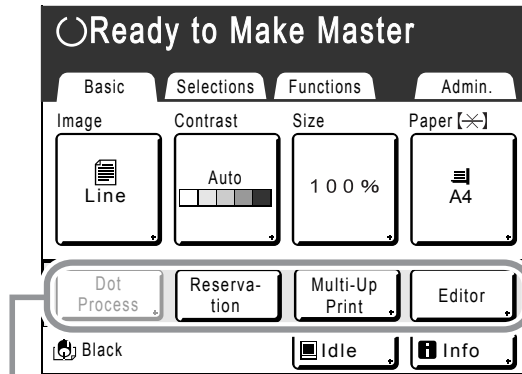 Ready to Make Master
Basic Selections Functions Admin.
Image Contrast Size Paper【⚹】
Line Auto 100% A4
Dot Process Reserva-tion Multi-Up Print Editor
Black Idle Info